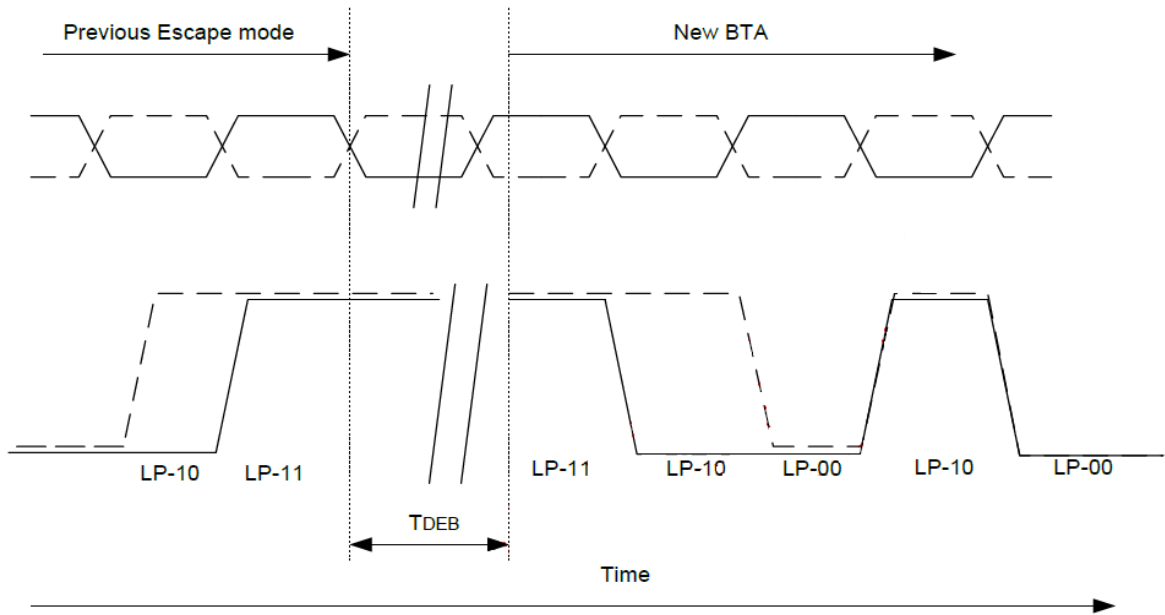 Previous Escape mode
New BTA
LP-10
LP-11
LP-11
LP-10
LP-00
LP-10
LP-00
TDEB
Time